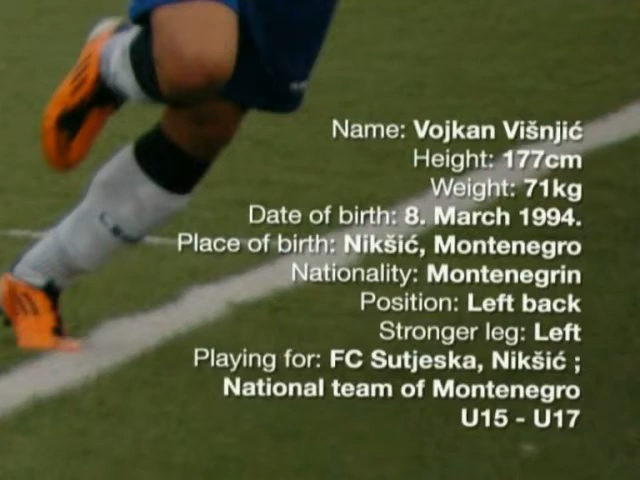 Name: Vojkan Višnjić
Height: 177cm
Weight: 71kg
Date of birth: 8. March 1994.
Place of birth: Nikšić, Montenegro
Nationality: Montenegrin
Position: Left back
Stronger leg: Left
Playing for: FC Sutjeska, Nikšić ;
National team of Montenegro
U15 - U17